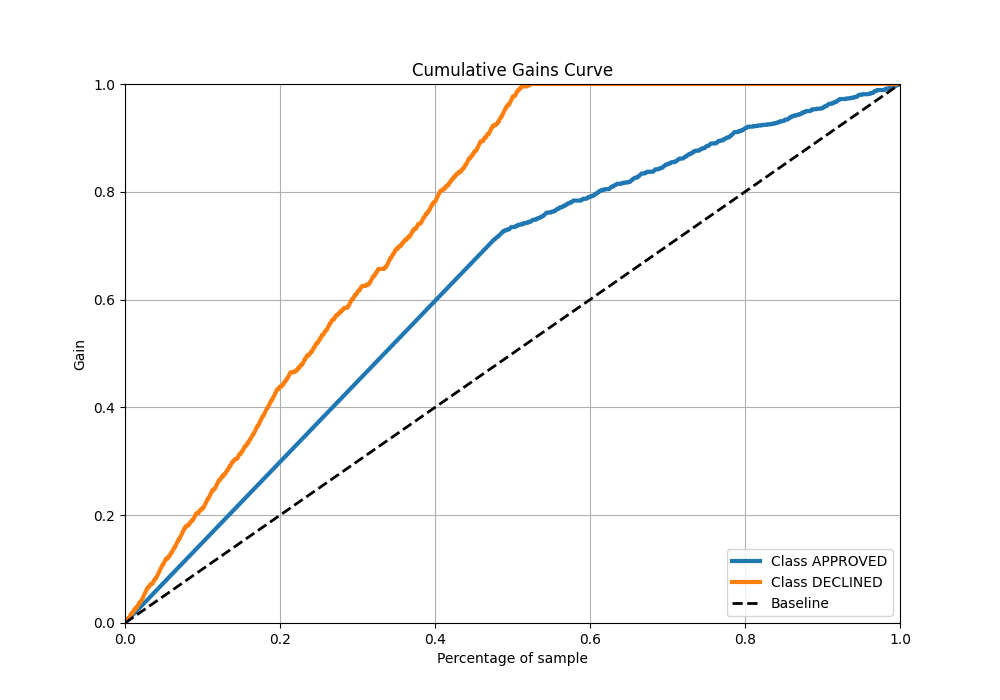 Cumulative Gains Curve
1.0
0.8
0.6
0.4
0.2
0.0
Gain
0.0 0.2 0.4 0.6 0.8 1.0
Percentage of sample
Class APPROVED
Class DECLINED
Baseline